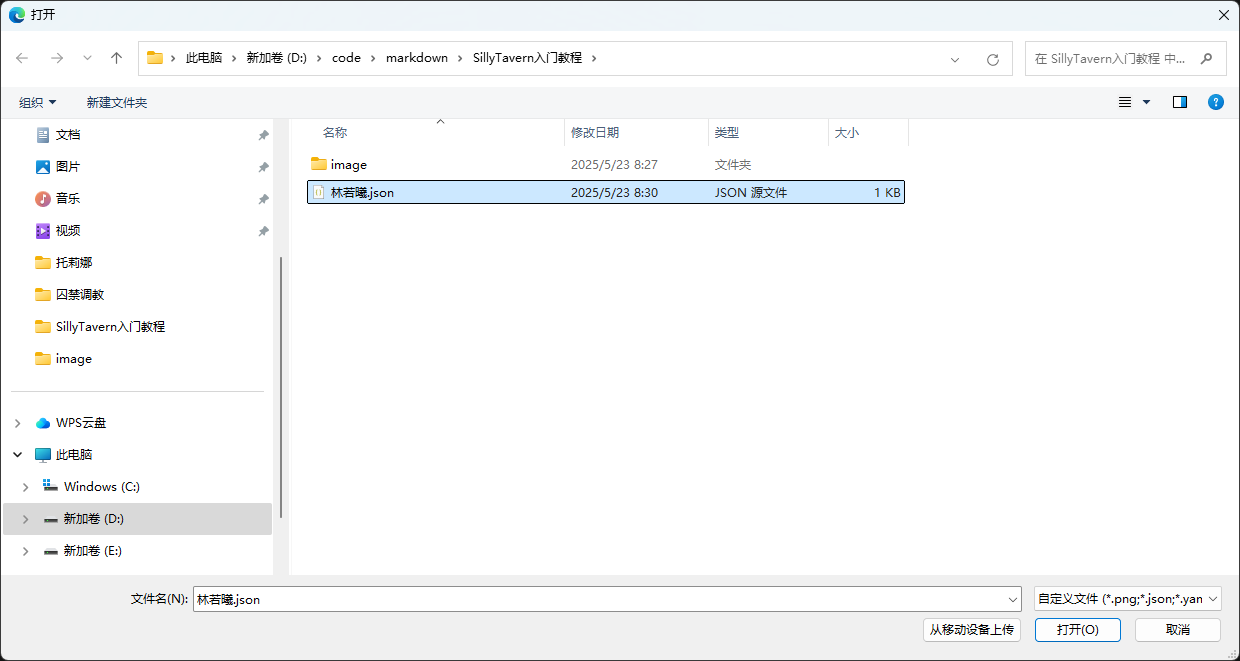 打开
此电脑 新加卷 (D:) code markdown SillyTavern入门教程
在 SillyTavern入门教程 中...
组织 新建文件夹
文档
图片
音乐
视频
托莉娜
囚禁调教
SillyTavern入门教程
image
WPS云盘
此电脑
Windows (C:)
新加卷 (D:)
新加卷 (E:)
名称 修改日期 类型 大小
image 2025/5/23 8:27 文件夹
林若曦.json 2025/5/23 8:30 JSON 源文件 1 KB
文件名(N): 林若曦.json 自定义文件 (*.png;*.json;*.yan
从移动设备上传 打开(O) 取消